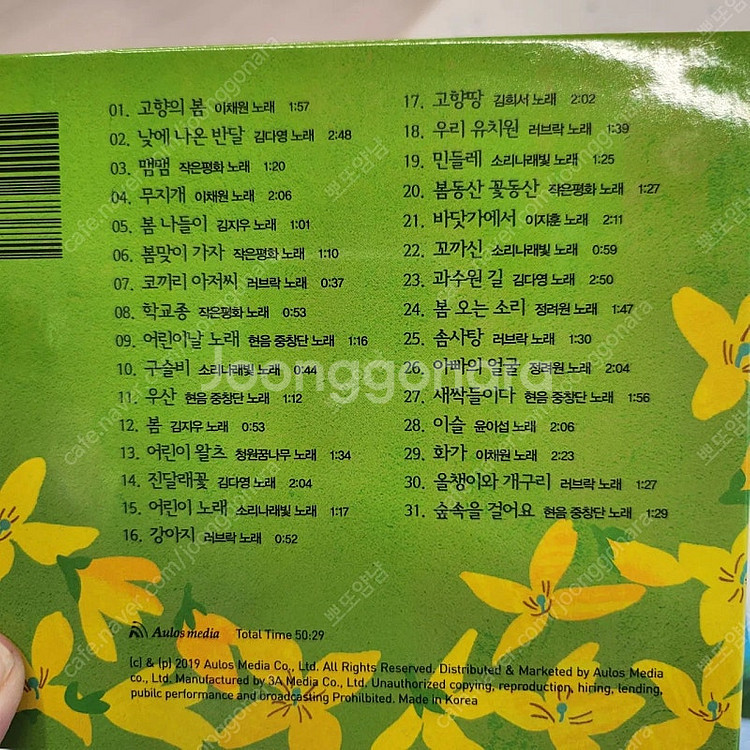 01. 고향의 봄 이채원 노래 1:57
02. 낮에 나온 반달 김다영 노래 2:48
03. 맴맴 작은평화 노래 1:20
04. 무지개 이채원 노래 2:06
05. 봄 나들이 김지우 노래 1:01
06. 봄맞이 가자 작은평화 노래 1:10
07. 코끼리 아저씨 러브락 노래 0:37
08. 학교종 작은평화 노래 0:53
09. 어린이날 노래 현음 중창단 노래 1:16
10. 구슬비 소리나래빛 노래 0:44
11. 우산 현음 중창단 노래 1:12
12. 봄 김지우 노래 0:53
13. 어린이 왈츠 청원꿈나무 노래 1:34
14. 진달래꽃 김다영 노래 2:04
15. 어린이 노래 소리나래빛 노래 1:17
16. 강아지 러브락 노래 0:52
17. 고향땅 김희서 노래 2:02
18. 우리 유치원 러브락 노래 1:39
19. 민들레 소리나래빛 노래 1:25
20. 봄동산 꽃동산 작은평화 노래 1:27
21. 바닷가에서 이지훈 노래 2:11
22. 꼬까신 소리나래빛 노래 0:59
23. 과수원 길 김다영 노래 2:50
24. 봄 오는 소리 정려원 노래 1:47
25. 솜사탕 러브락 노래 1:30
26. 아빠의 얼굴 정려원 노래 2:04
27. 새싹들이다 현음 중창단 노래 1:56
28. 이슬 윤이섭 노래 2:06
29. 화가 이채원 노래 2:23
30. 올챙이와 개구리 러브락 노래 1:27
31. 숲속을 걸어요 현음 중창단 노래 1:29
Aulos media Total Time 50:29
(c) & (p) 2019 Aulos Media Co., Ltd. All Rights Reserved. Distributed & Marketed by Aulos Media
co., Ltd. Manufactured by 3A Media Co., Ltd. Unauthorized copying, reproduction, hiring, lending,
pubilc performance and broadcasting Prohilbited. Made in Korea
Joonggonara